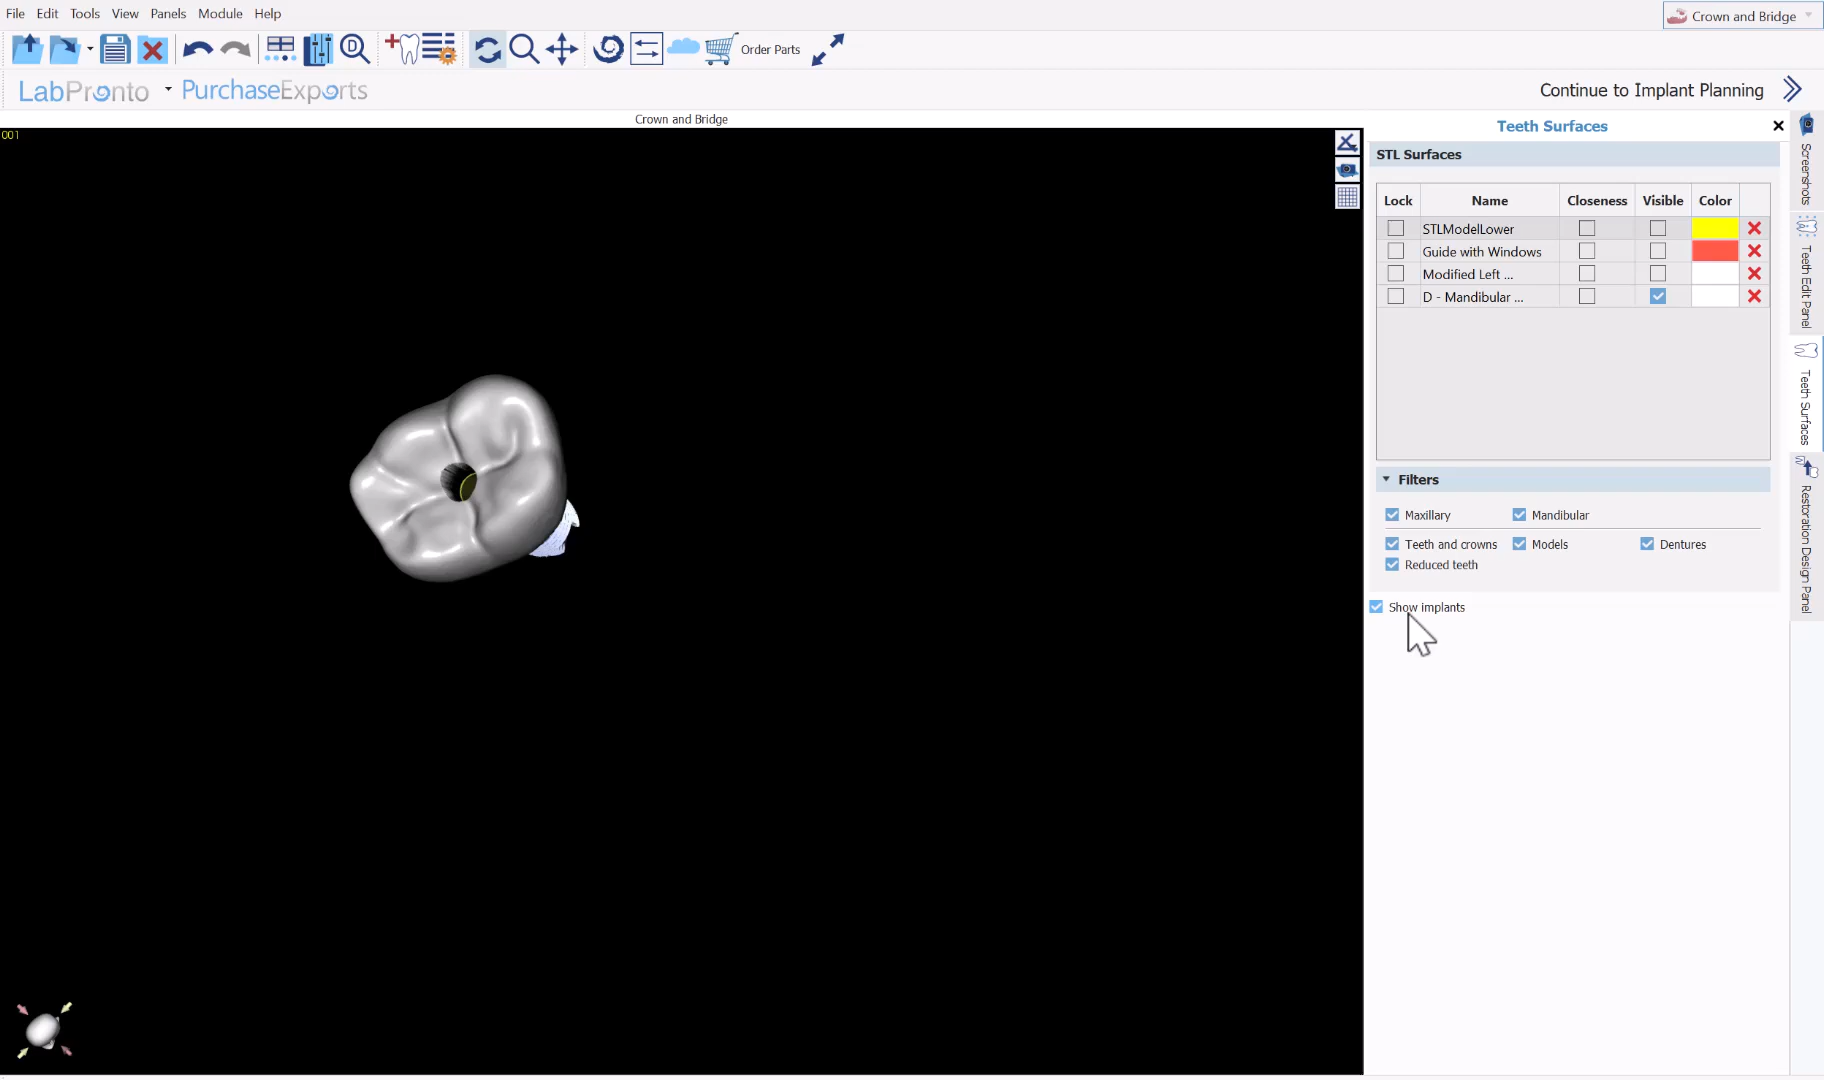 File Edit Tools View Panels Module Help
Crown and Bridge
D
Order Parts
LabPronto PurchaseExports
Continue to Implant Planning
Crown and Bridge
001
Teeth Surfaces
STL Surfaces
Lock Name Closeness Visible Color
STLModelLower
Guide with Windows
Modified Left ...
D - Mandibular ...
Filters
Maxillary Mandibular
Teeth and crowns Models Dentures
Reduced teeth
Show implants
Screenshots
Teeth Edit Panel
Teeth Surfaces
Restoration Design Panel